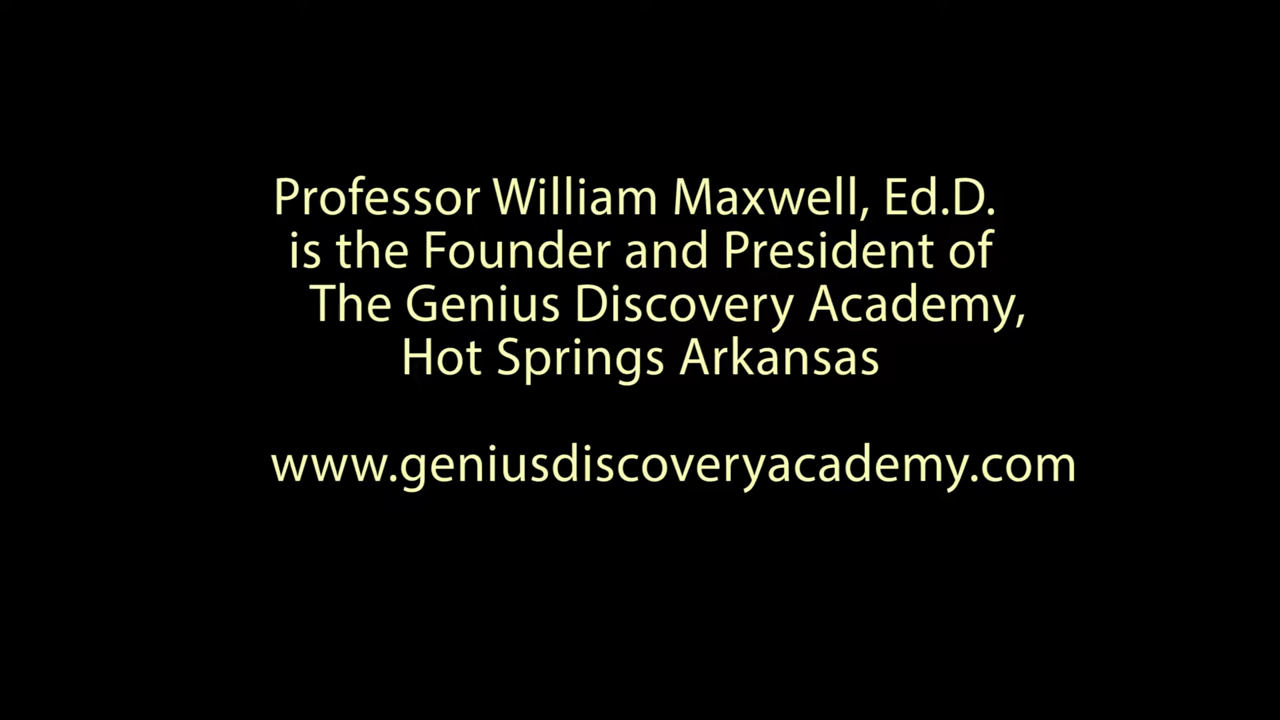 Professor William Maxwell, Ed.D.
is the Founder and President of
The Genius Discovery Academy,
Hot Springs Arkansas
www.geniusdiscoveryacademy.com